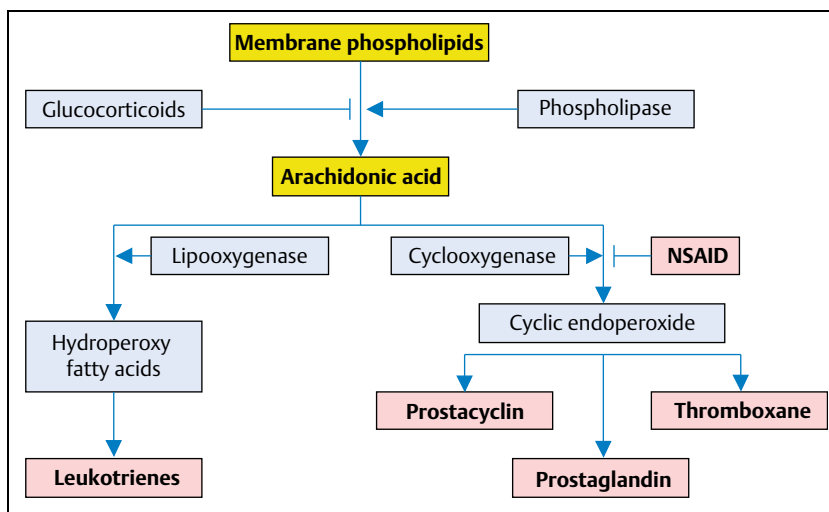 Membrane phospholipids
Glucocorticoids
Phospholipase
Arachidonic acid
Lipooxygenase
Cyclooxygenase
NSAID
Hydroperoxy
fatty acids
Cyclic endoperoxide
Prostacyclin
Thromboxane
Leukotrienes
Prostaglandin